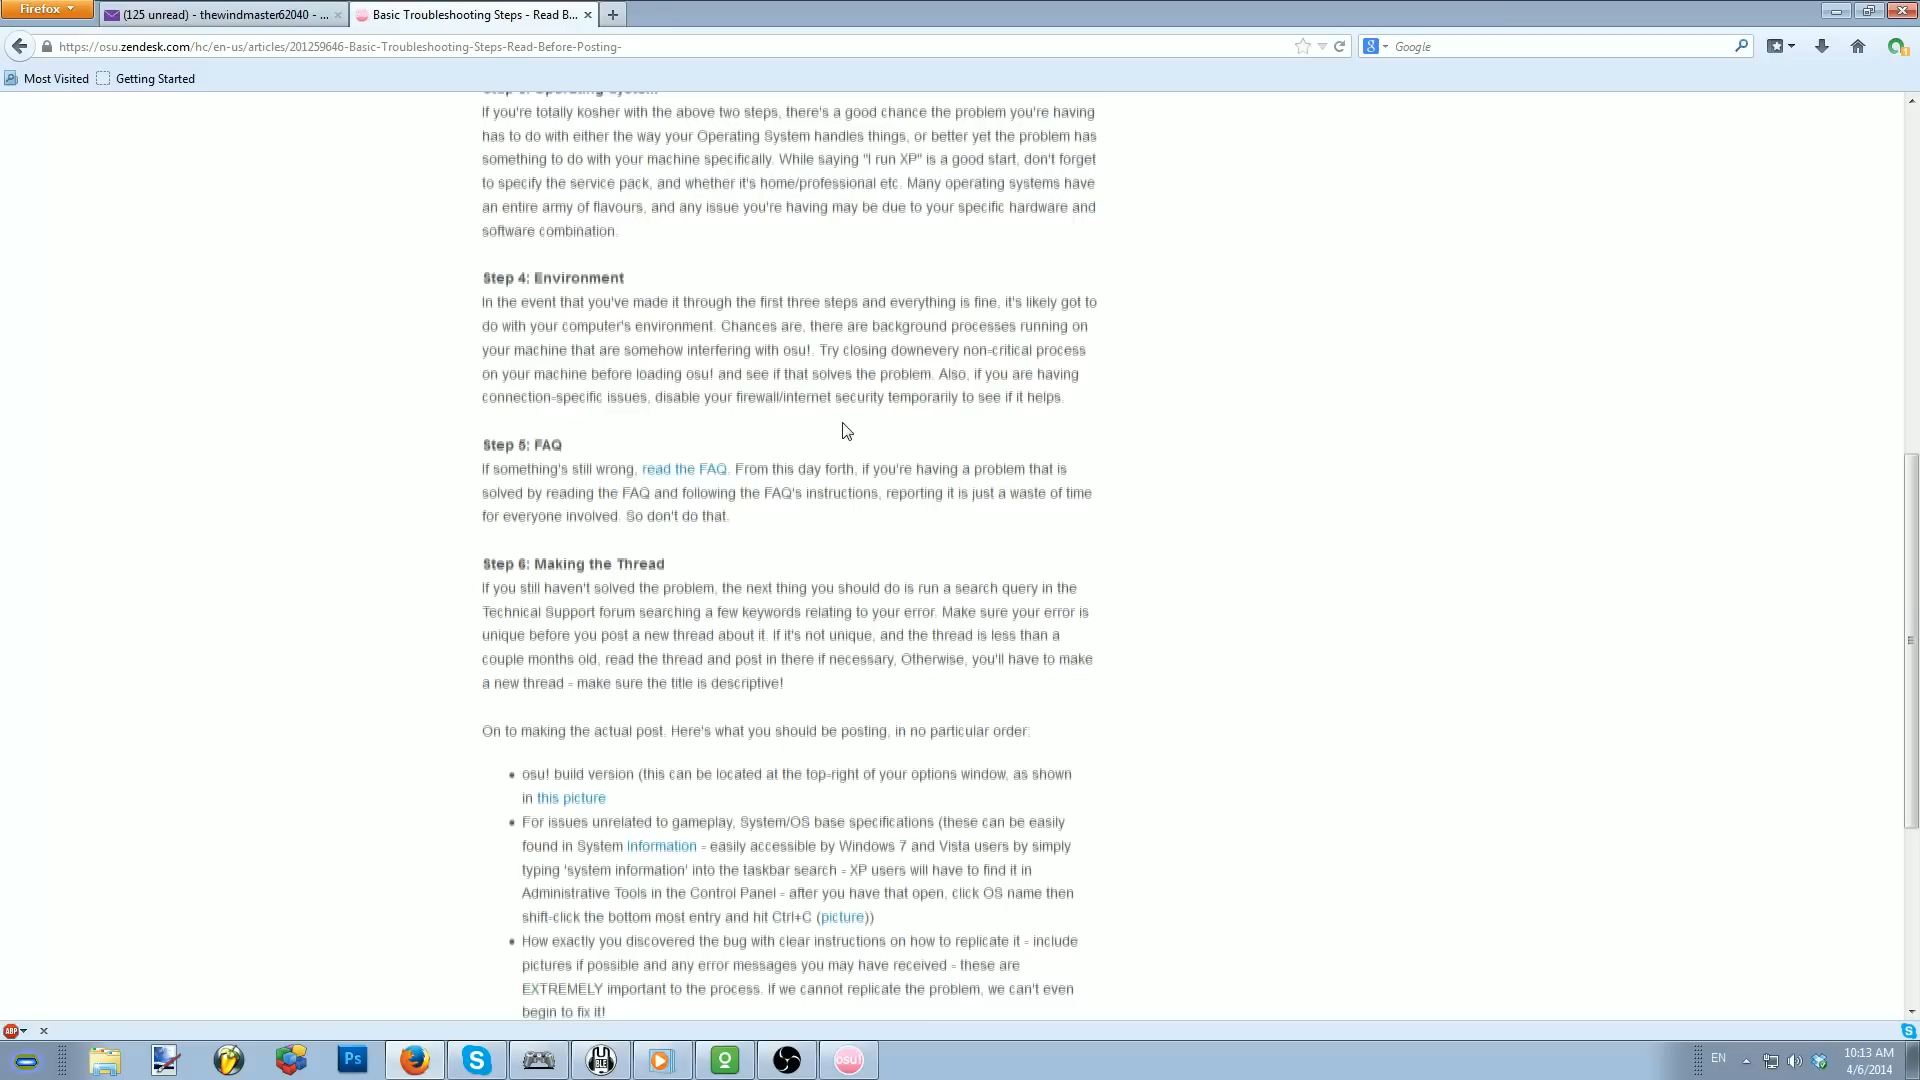 Firefox
(125 unread) - thewindmaster62040 - ...
Basic Troubleshooting Steps - Read B...
https://osu.zendesk.com/hc/en-us/articles/201259646-Basic-Troubleshooting-Steps-Read-Before-Posting-
Google
Most Visited
Getting Started
If you're totally kosher with the above two steps, there's a good chance the problem you're having
has to do with either the way your Operating System handles things, or better yet the problem has
something to do with your machine specifically. While saying "I run XP" is a good start, don't forget
to specify the service pack, and whether it's home/professional etc. Many operating systems have
an entire army of flavours, and any issue you're having may be due to your specific hardware and
software combination.
Step 4: Environment
In the event that you've made it through the first three steps and everything is fine, it's likely got to
do with your computer's environment. Chances are, there are background processes running on
your machine that are somehow interfering with osu!. Try closing downevery non-critical process
on your machine before loading osu! and see if that solves the problem. Also, if you are having
connection-specific issues, disable your firewall/internet security temporarily to see if it helps.
Step 5: FAQ
If something's still wrong, read the FAQ. From this day forth, if you're having a problem that is
solved by reading the FAQ and following the FAQ's instructions, reporting it is just a waste of time
for everyone involved. So don't do that.
Step 6: Making the Thread
If you still haven't solved the problem, the next thing you should do is run a search query in the
Technical Support forum searching a few keywords relating to your error. Make sure your error is
unique before you post a new thread about it. If it's not unique, and the thread is less than a
couple months old, read the thread and post in there if necessary, Otherwise, you'll have to make
a new thread - make sure the title is descriptive!
On to making the actual post. Here's what you should be posting, in no particular order:
• osu! build version (this can be located at the top-right of your options window, as shown
in this picture
• For issues unrelated to gameplay, System/OS base specifications (these can be easily
found in System Information - easily accessible by Windows 7 and Vista users by simply
typing 'system information' into the taskbar search - XP users will have to find it in
Administrative Tools in the Control Panel - after you have that open, click OS name then
shift-click the bottom most entry and hit Ctrl+C (picture))
• How exactly you discovered the bug with clear instructions on how to replicate it - include
pictures if possible and any error messages you may have received - these are
EXTREMELY important to the process. If we cannot replicate the problem, we can't even
begin to fix it!
ABP
Ps
osu!
EN
10:13 AM
4/6/2014